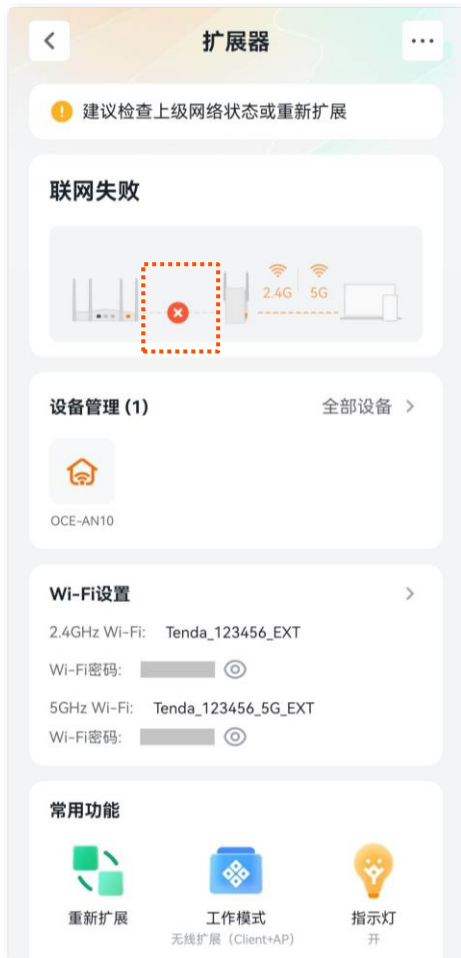 扩展器
建议检查上级网络状态或重新扩展
联网失败
2.4G 5G
设备管理 (1) 全部设备
OCE-AN10
Wi-Fi设置
2.4GHz Wi-Fi: Tenda_123456_EXT
Wi-Fi密码:
5GHz Wi-Fi: Tenda_123456_5G_EXT
Wi-Fi密码:
常用功能
重新扩展 工作模式 指示灯
无线扩展（Client+AP） 开